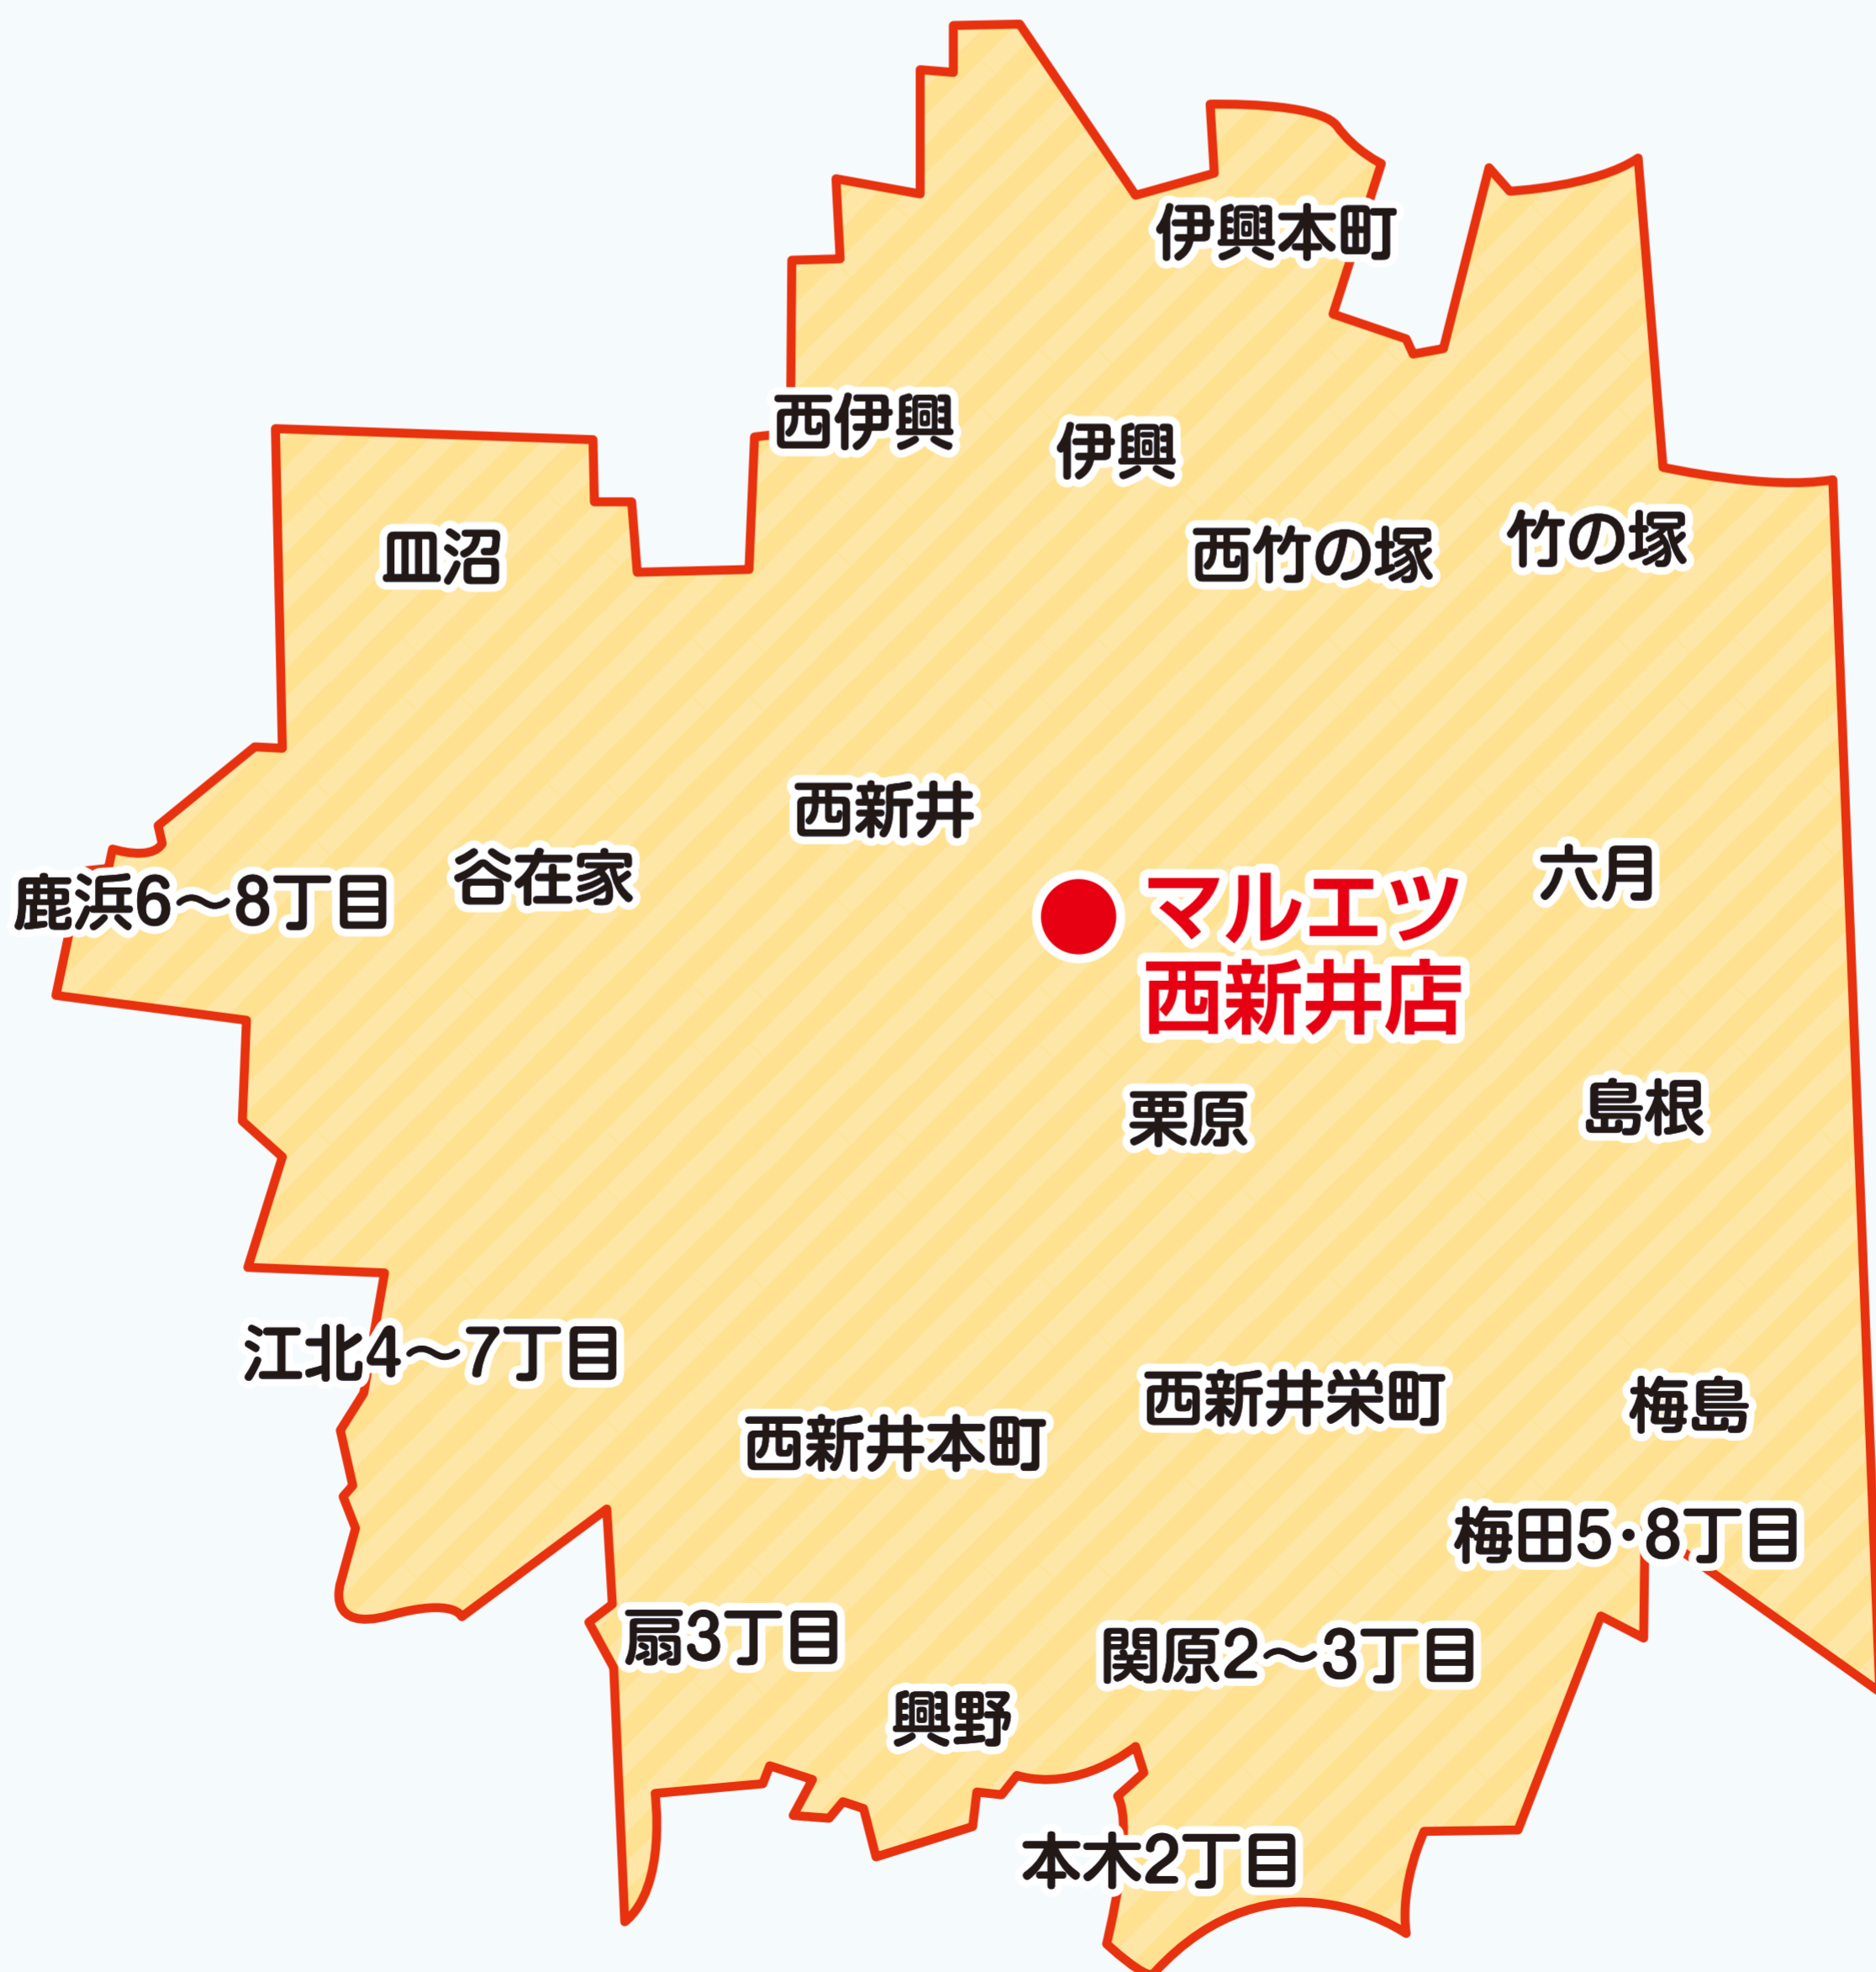 伊興本町
西伊興
伊興
竹の塚
西竹の塚
皿沼
西新井
六月
谷在家
鹿浜6～8丁目
マルエツ
西新井店
島根
栗原
江北4～7丁目
西新井栄町
梅島
西新井本町
梅田5・8丁目
扇3丁目
関原2～3丁目
興野
本木2丁目